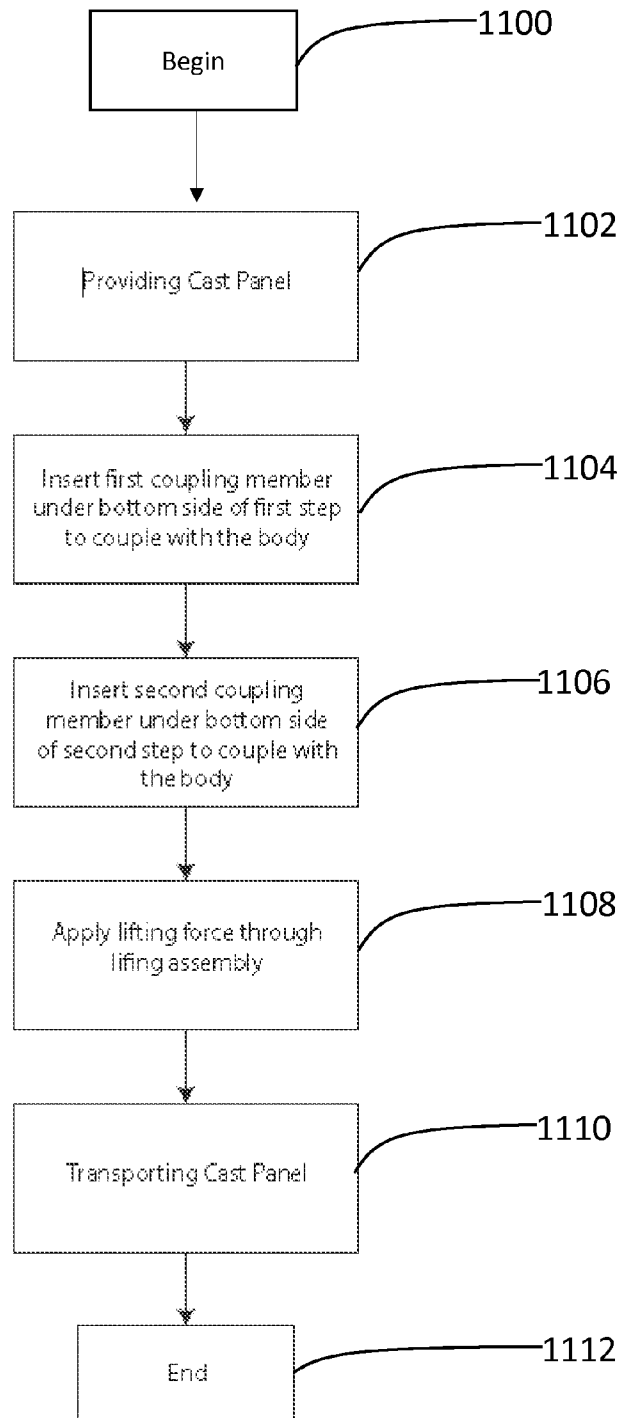 Begin
1100
Providing Cast Panel
1102
Insert first coupling member
under bottom side of first step
to couple with the body
1104
Insert second coupling
member under bottom side
of second step to couple with
the body
1106
Apply lifting force through
lifing assembly
1108
Transporting Cast Panel
1110
End
1112